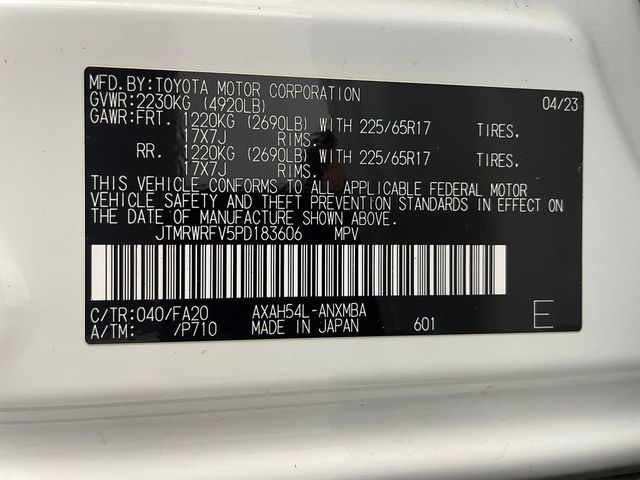 MFD.BY:TOYOTA MOTOR CORPORATION 04/23
GVWR:2230KG (4920LB)
GAWR:FRT. 1220KG (2690LB) WITH 225/65R17 TIRES.
17X7J RIMS.
RR. 1220KG (2690LB) WITH 225/65R17 TIRES.
17X7J RIMS.
THIS VEHICLE CONFORMS TO ALL APPLICABLE FEDERAL MOTOR
VEHICLE SAFETY AND THEFT PREVENTION STANDARDS IN EFFECT ON
THE DATE OF MANUFACTURE SHOWN ABOVE.
JTMRWRFV5PD183606 MPV
C/TR:040/FA20 AXAH54L-ANXMBA
A/TM: /P710 MADE IN JAPAN 601 E